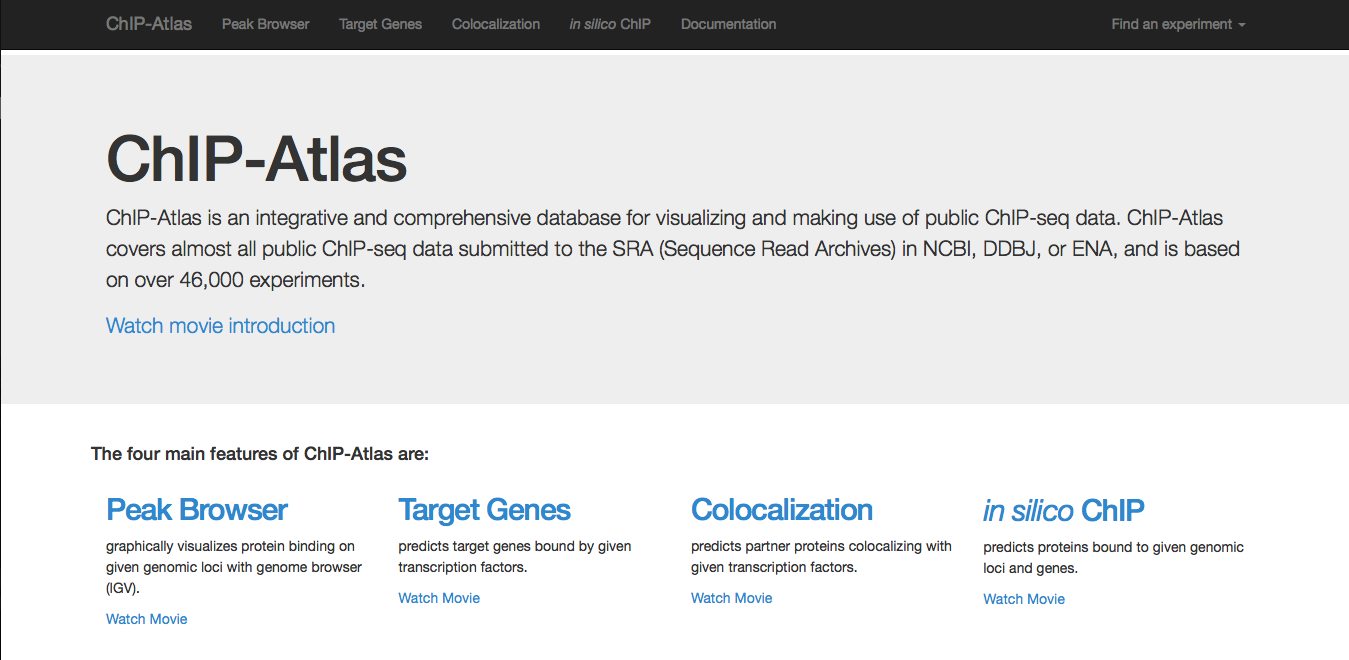 ChIP-Atlas Peak Browser Target Genes Colocalization in silico ChIP Documentation Find an experiment
ChIP-Atlas
ChIP-Atlas is an integrative and comprehensive database for visualizing and making use of public ChIP-seq data. ChIP-Atlas
covers almost all public ChIP-seq data submitted to the SRA (Sequence Read Archives) in NCBI, DDBJ, or ENA, and is based
on over 46,000 experiments.
Watch movie introduction
The four main features of ChIP-Atlas are:
Peak Browser
graphically visualizes protein binding on
given genomic loci with genome browser
(IGV).
Watch Movie
Target Genes
predicts target genes bound by given
transcription factors.
Watch Movie
Colocalization
predicts partner proteins colocalizing with
given transcription factors.
Watch Movie
in silico ChIP
predicts proteins bound to given genomic
loci and genes.
Watch Movie